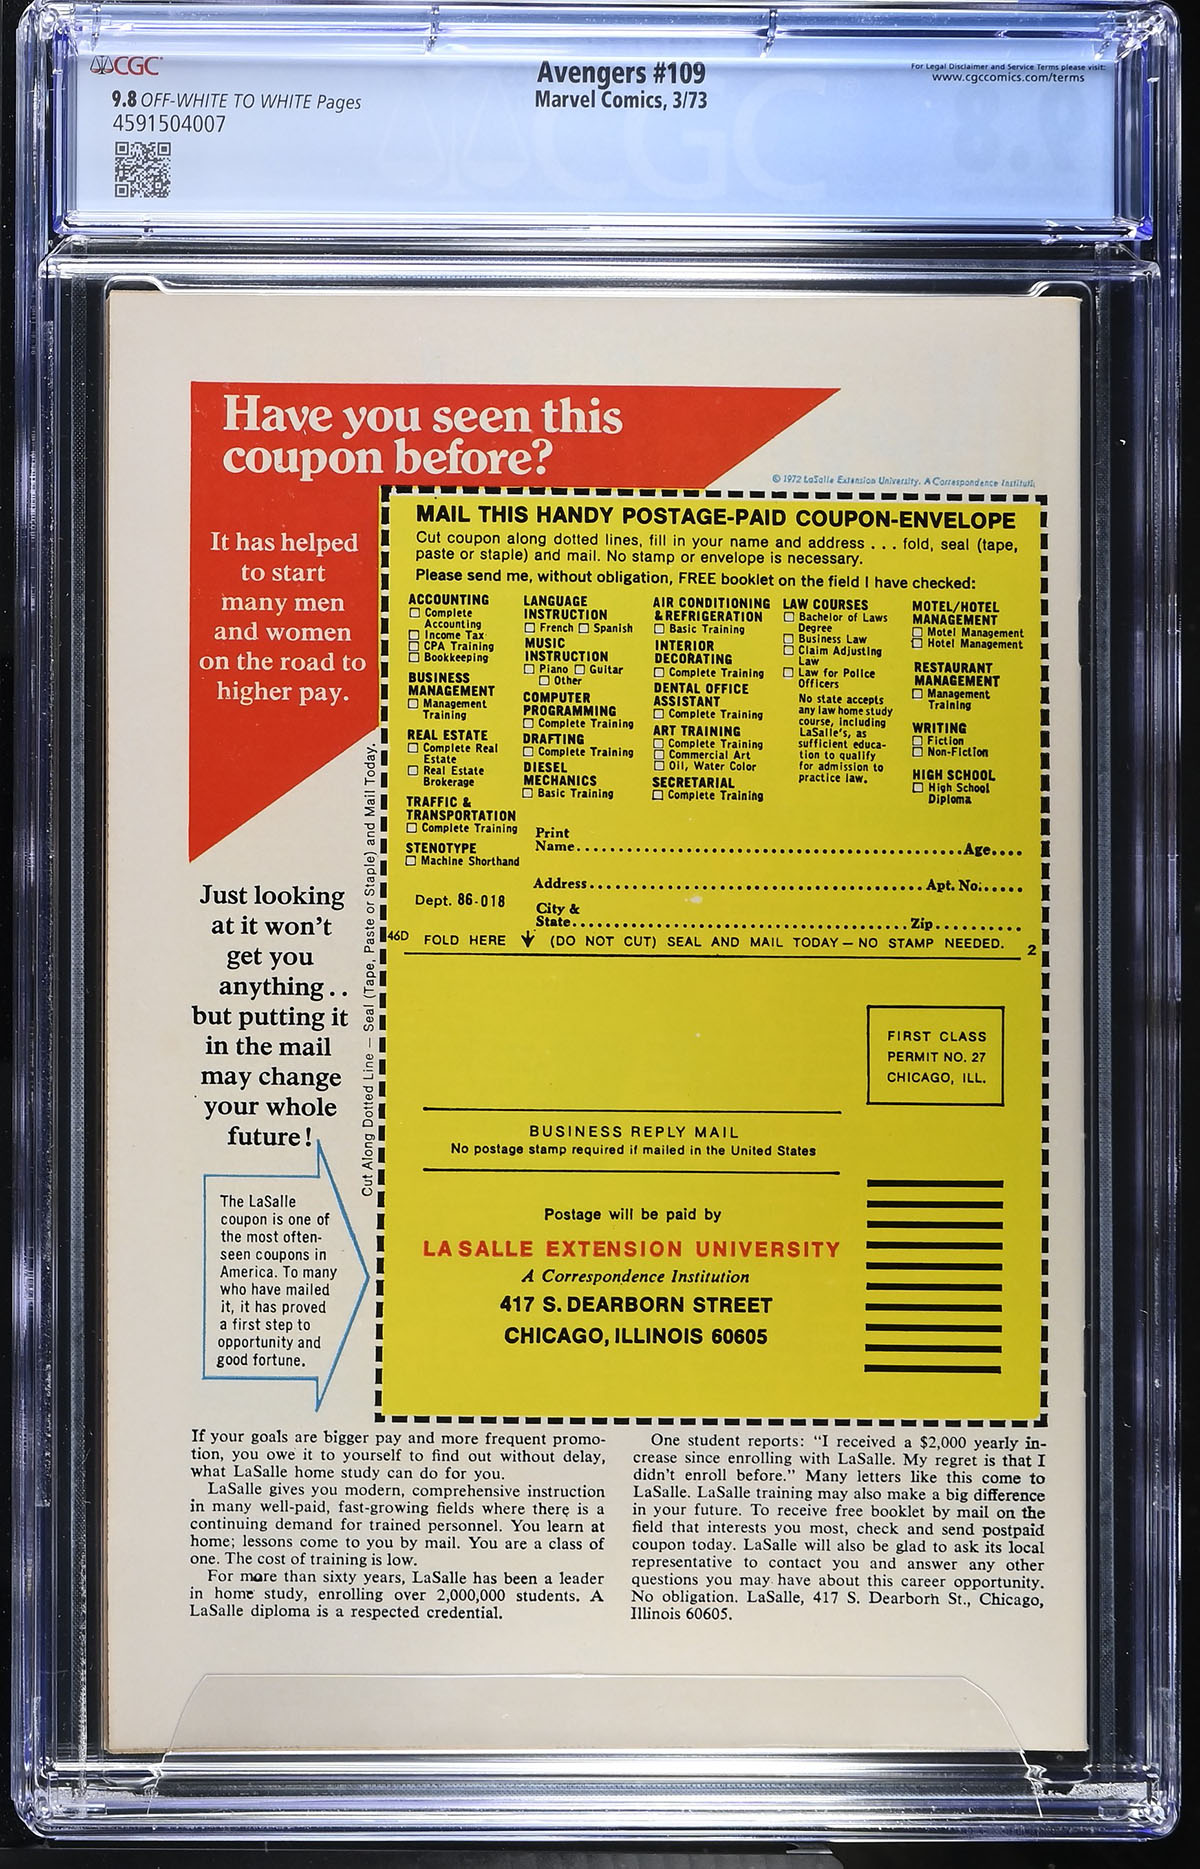 CGC
9.8 OFF-WHITE TO WHITE Pages
4591504007
Avengers #109
Marvel Comics, 3/73
For Legal Disclaimer and Service Terms please visit:
www.cgccomics.com/terms
Have you seen this
coupon before?
It has helped
to start
many men
and women
on the road to
higher pay.
© 1972 LaSalle Extension University. A Correspondence Instituti
MAIL THIS HANDY POSTAGE-PAID COUPON-ENVELOPE
Cut coupon along dotted lines, fill in your name and address . . . fold, seal (tape,
paste or staple) and mail. No stamp or envelope is necessary.
Please send me, without obligation, FREE booklet on the field I have checked:
ACCOUNTING
☐ Complete
Accounting
☐ Income Tax
☐ CPA Training
☐ Bookkeeping
BUSINESS
MANAGEMENT
☐ Management
Training
REAL ESTATE
☐ Complete Real
Estate
☐ Real Estate
Brokerage
TRAFFIC &
TRANSPORTATION
☐ Complete Training
STENOTYPE
☐ Machine Shorthand
LANGUAGE
INSTRUCTION
☐ French ☐ Spanish
MUSIC
INSTRUCTION
☐ Piano ☐ Guitar
☐ Other
COMPUTER
PROGRAMMING
☐ Complete Training
DRAFTING
☐ Complete Training
DIESEL
MECHANICS
☐ Basic Training
AIR CONDITIONING
& REFRIGERATION
☐ Basic Training
INTERIOR
DECORATING
☐ Complete Training
DENTAL OFFICE
ASSISTANT
☐ Complete Training
ART TRAINING
☐ Complete Training
☐ Commercial Art
☐ Oil, Water Color
SECRETARIAL
☐ Complete Training
LAW COURSES
☐ Bachelor of Laws
Degree
☐ Business Law
☐ Claim Adjusting
Law
☐ Law for Police
Officers
No state accepts
any law home study
course, including
LaSalle's, as
sufficient educa-
tion to qualify
for admission to
practice law.
MOTEL/HOTEL
MANAGEMENT
☐ Motel Management
☐ Hotel Management
RESTAURANT
MANAGEMENT
☐ Management
Training
WRITING
☐ Fiction
☐ Non-Fiction
HIGH SCHOOL
☐ High School
Diploma
Print
Name..........Age....
Address..........Apt. No......
Dept. 86-018
City &
State..........Zip..........
46D FOLD HERE ↓ (DO NOT CUT) SEAL AND MAIL TODAY — NO STAMP NEEDED. 2
Cut Along Dotted Line — Seal (Tape, Paste or Staple) and Mail Today.
FIRST CLASS
PERMIT NO. 27
CHICAGO, ILL.
BUSINESS REPLY MAIL
No postage stamp required if mailed in the United States
Postage will be paid by
LA SALLE EXTENSION UNIVERSITY
A Correspondence Institution
417 S. DEARBORN STREET
CHICAGO, ILLINOIS 60605
Just looking
at it won't
get you
anything . .
but putting it
in the mail
may change
your whole
future!
The LaSalle
coupon is one of
the most often-
seen coupons in
America. To many
who have mailed
it, it has proved
a first step to
opportunity and
good fortune.
If your goals are bigger pay and more frequent promo-
tion, you owe it to yourself to find out without delay,
what LaSalle home study can do for you.
LaSalle gives you modern, comprehensive instruction
in many well-paid, fast-growing fields where there is a
continuing demand for trained personnel. You learn at
home; lessons come to you by mail. You are a class of
one. The cost of training is low.
For more than sixty years, LaSalle has been a leader
in home study, enrolling over 2,000,000 students. A
LaSalle diploma is a respected credential.
One student reports: "I received a $2,000 yearly in-
crease since enrolling with LaSalle. My regret is that I
didn't enroll before." Many letters like this come to
LaSalle. LaSalle training may also make a big difference
in your future. To receive free booklet by mail on the
field that interests you most, check and send postpaid
coupon today. LaSalle will also be glad to ask its local
representative to contact you and answer any other
questions you may have about this career opportunity.
No obligation. LaSalle, 417 S. Dearborn St., Chicago,
Illinois 60605.